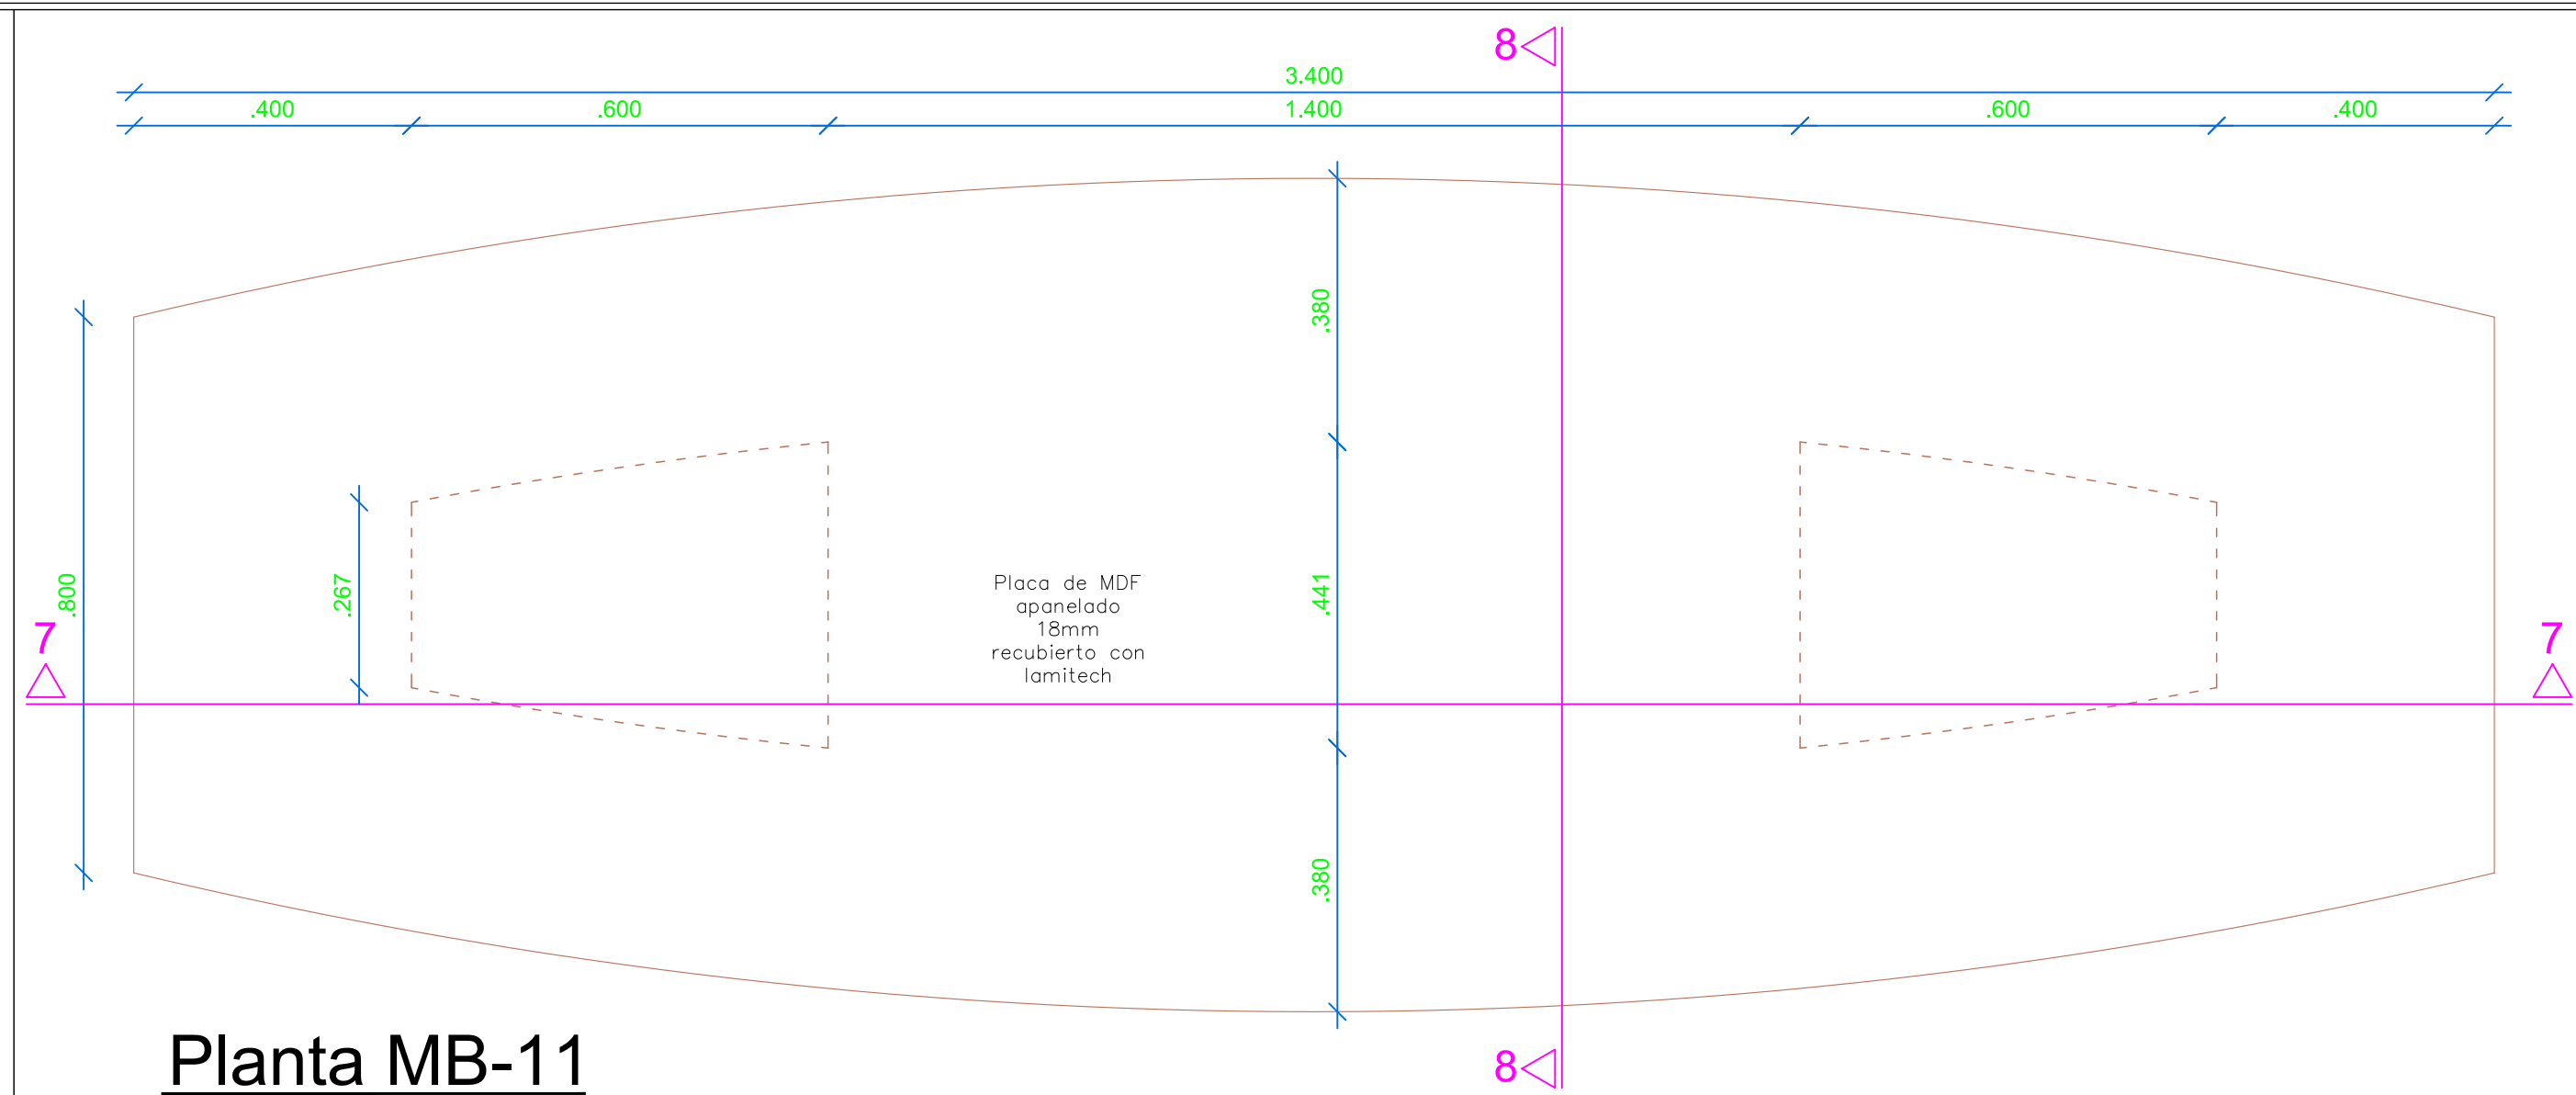 8
3.400
.400 .600 1.400 .600 .400
.380
.800
.267
.441
Placa de MDF
apanelado
18mm
recubierto con
lamitech
7
7
.380
Planta MB-11
8